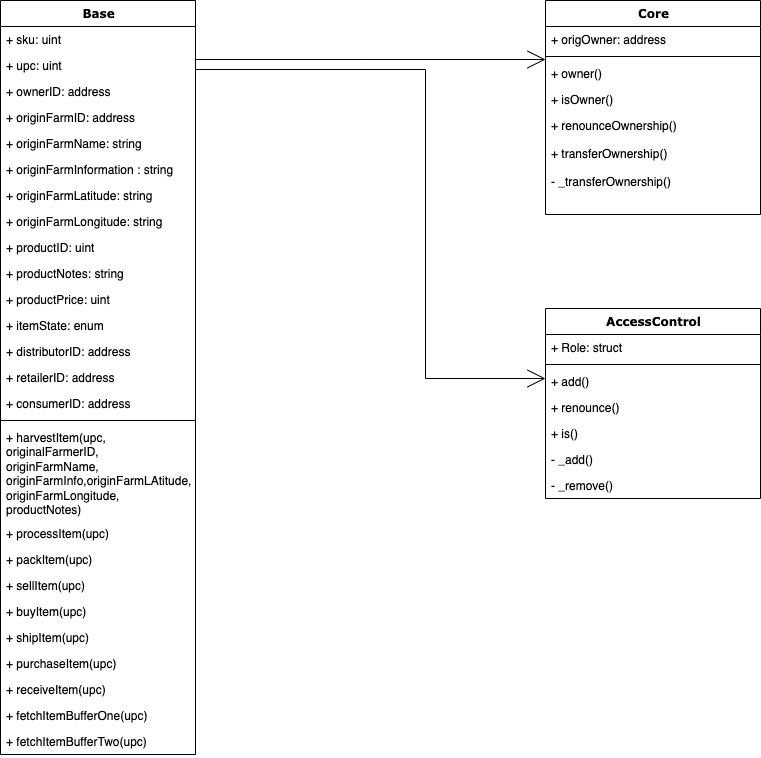 Base
+ sku: uint
+ upc: uint
+ ownerID: address
+ originFarmID: address
+ originFarmName: string
+ originFarmInformation : string
+ originFarmLatitude: string
+ originFarmLongitude: string
+ productID: uint
+ productNotes: string
+ productPrice: uint
+ itemState: enum
+ distributorID: address
+ retailerID: address
+ consumerID: address
+ harvestItem(upc,
originalFarmerID,
originFarmName,
originFarmInfo,originFarmLAtitude,
originFarmLongitude,
productNotes)
+ processItem(upc)
+ packItem(upc)
+ sellItem(upc)
+ buyItem(upc)
+ shipItem(upc)
+ purchaseItem(upc)
+ receiveItem(upc)
+ fetchItemBufferOne(upc)
+ fetchItemBufferTwo(upc)
Core
+ origOwner: address
+ owner()
+ isOwner()
+ renounceOwnership()
+ transferOwnership()
- _transferOwnership()
AccessControl
+ Role: struct
+ add()
+ renounce()
+ is()
- _add()
- _remove()